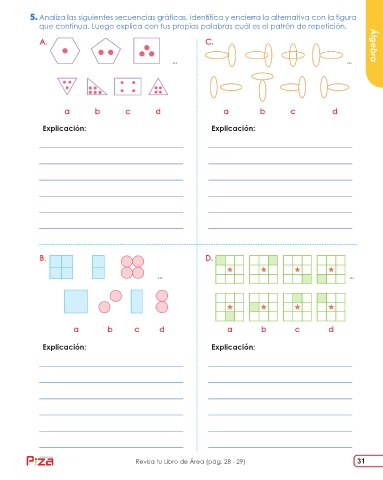 5. Analiza las siguientes secuencias gráficas, identifica y encierra la alternativa con la figura
que continua. Luego explica con tus propias palabras cuál es el patrón de repetición.
Álgebra
A.
...
a b c d
Explicación:
C.
...
a b c d
Explicación:
B.
...
a b c d
Explicación:
D.
...
a b c d
Explicación:
Piza
Revisa tu Libro de Área (pág. 28 - 29)
31